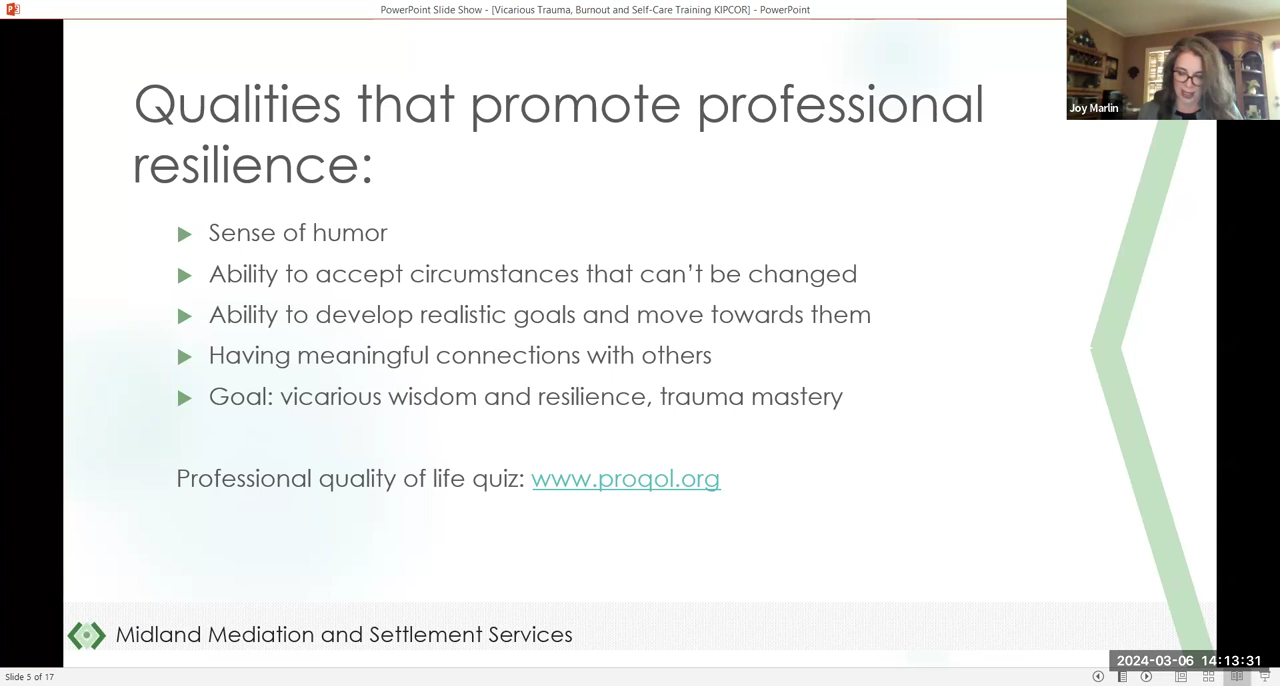 PowerPoint Slide Show - [Vicarious Trauma, Burnout and Self-Care Training KIPCOR] - PowerPoint
Joy Marlin
Qualities that promote professional
resilience:
Sense of humor
Ability to accept circumstances that can’t be changed
Ability to develop realistic goals and move towards them
Having meaningful connections with others
Goal: vicarious wisdom and resilience, trauma mastery
Professional quality of life quiz: www.proqol.org
Midland Mediation and Settlement Services
2024-03-06 14:13:31
Slide 5 of 17